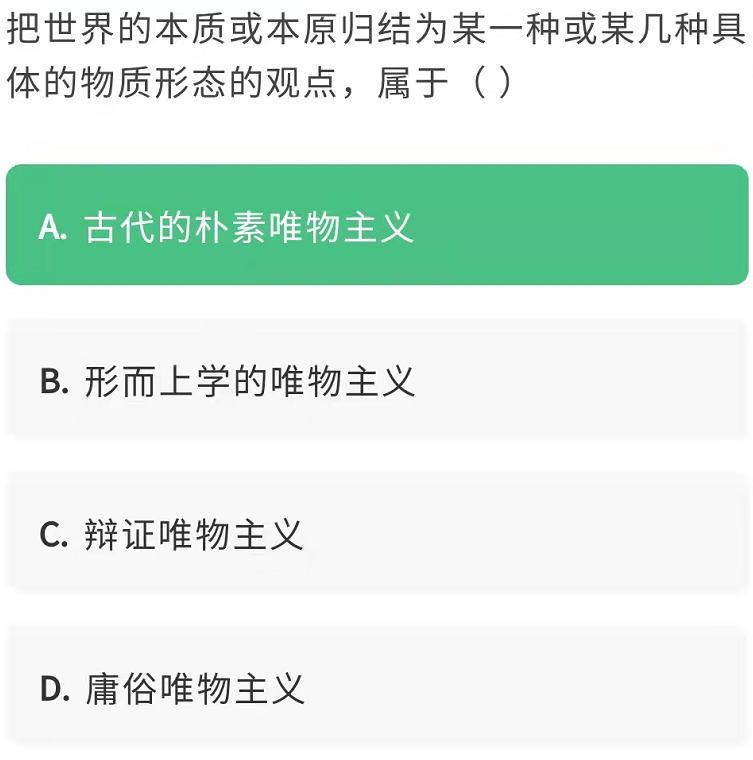 把世界的本质或本原归结为某一种或某几种具
体的物质形态的观点，属于（ ）
A. 古代的朴素唯物主义
B. 形而上学的唯物主义
C. 辩证唯物主义
D. 庸俗唯物主义